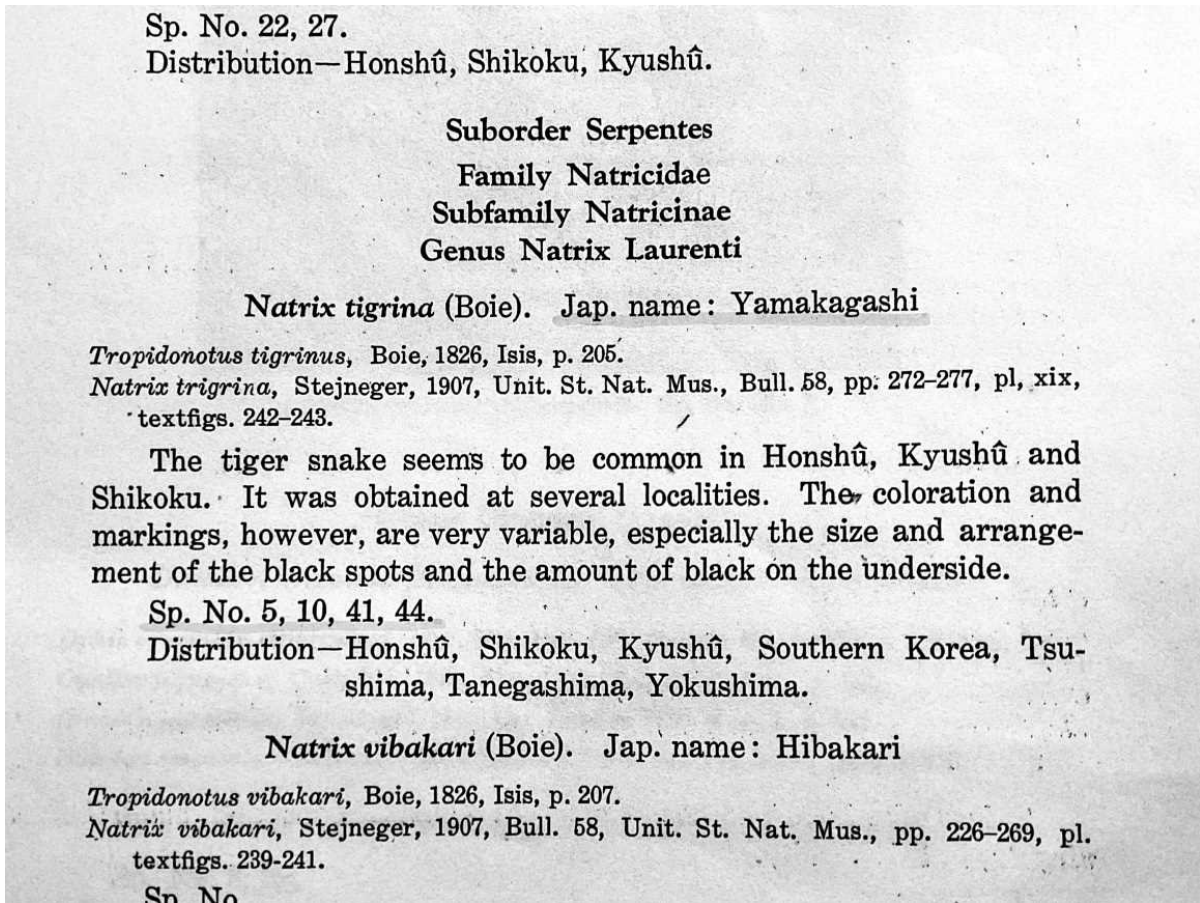 Sp. No. 22, 27.
Distribution—Honshû, Shikoku, Kyushû.
Suborder Serpentes
Family Natricidae
Subfamily Natricinae
Genus Natrix Laurenti
Natrix tigrina (Boie). Jap. name: Yamakagashi
Tropidonotus tigrinus, Boie, 1826, Isis, p. 205.
Natrix trigrina, Stejneger, 1907, Unit. St. Nat. Mus., Bull. 58, pp. 272–277, pl, xix,
textfigs. 242–243.
The tiger snake seems to be common in Honshû, Kyushû and
Shikoku. It was obtained at several localities. The coloration and
markings, however, are very variable, especially the size and arrange-
ment of the black spots and the amount of black on the underside.
Sp. No. 5, 10, 41, 44.
Distribution—Honshû, Shikoku, Kyushû, Southern Korea, Tsu-
shima, Tanegashima, Yokushima.
Natrix vibakari (Boie). Jap. name: Hibakari
Tropidonotus vibakari, Boie, 1826, Isis, p. 207.
Natrix vibakari, Stejneger, 1907, Bull. 58, Unit. St. Nat. Mus., pp. 226–269, pl.
textfigs. 239-241.
Sp. No